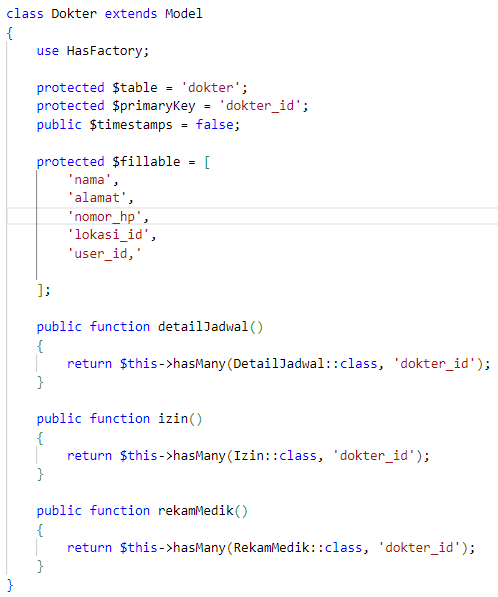 class Dokter extends Model
{
    use HasFactory;

    protected $table = 'dokter';
    protected $primaryKey = 'dokter_id';
    public $timestamps = false;

    protected $fillable = [
        'nama',
        'alamat',
        'nomor_hp',
        'lokasi_id',
        'user_id,'

    ];

    public function detailJadwal()
    {
        return $this->hasMany(DetailJadwal::class, 'dokter_id');
    }

    public function izin()
    {
        return $this->hasMany(Izin::class, 'dokter_id');
    }

    public function rekamMedik()
    {
        return $this->hasMany(RekamMedik::class, 'dokter_id');
    }
}